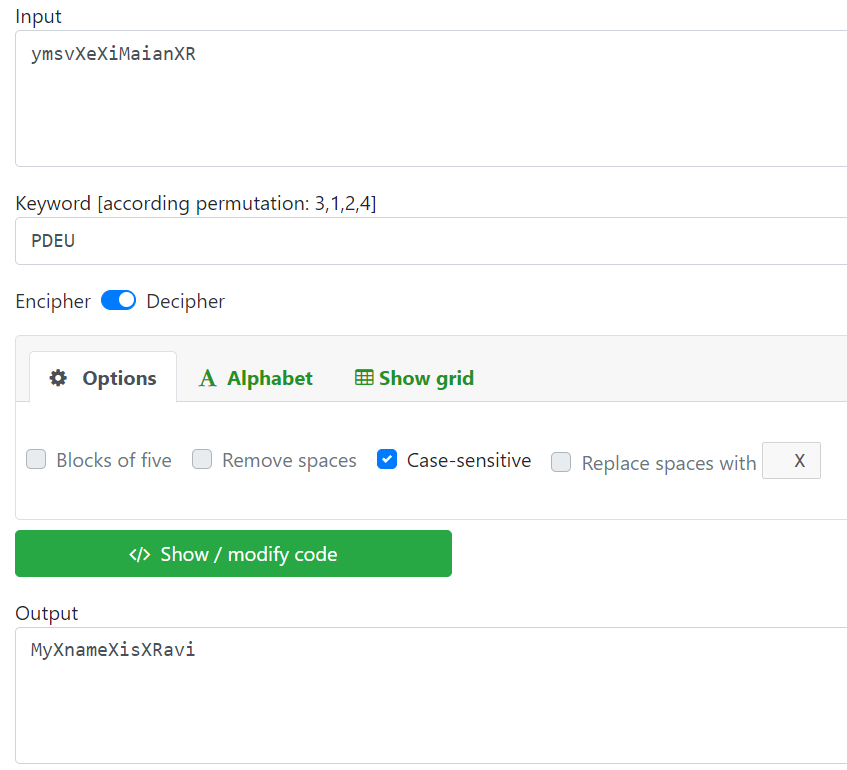 Input
ymsvXeXiMaianXR
Keyword [according permutation: 3,1,2,4]
PDEU
Encipher Decipher
Options Alphabet Show grid
Blocks of five Remove spaces Case-sensitive Replace spaces with X
</> Show / modify code
Output
MyXnameXisXRavi